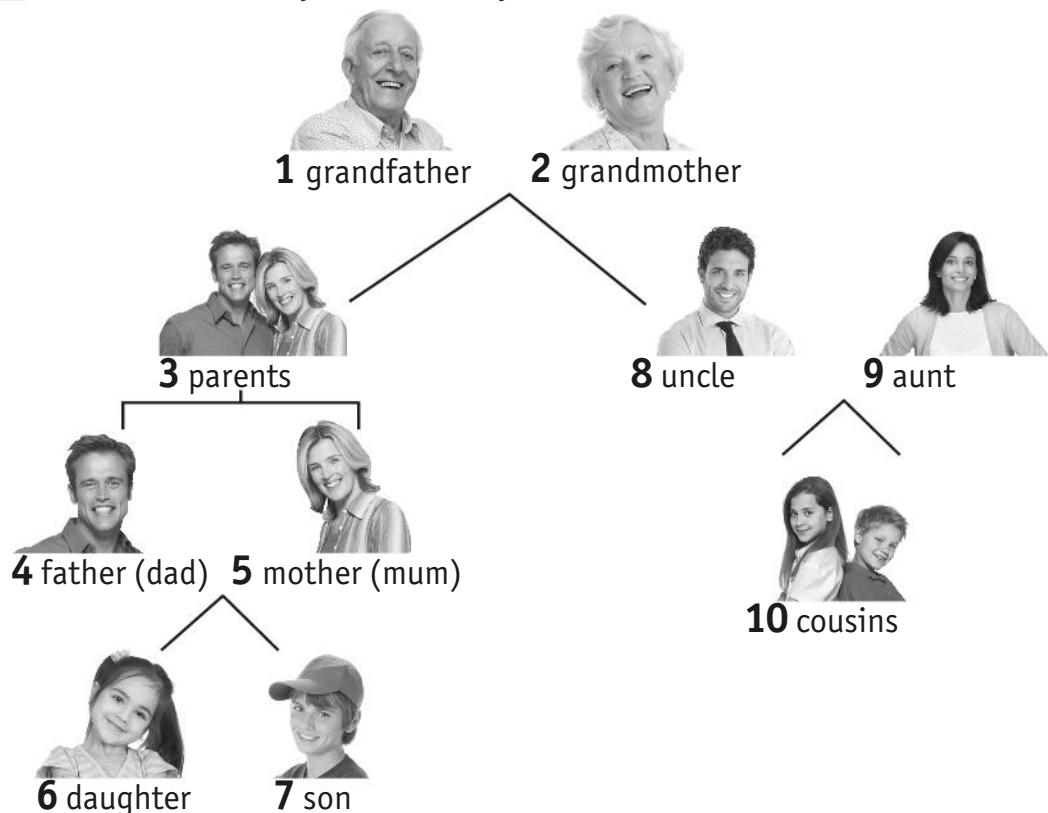 1 grandfather
2 grandmother
3 parents
8 uncle
9 aunt
4 father (dad)
5 mother (mum)
10 cousins
6 daughter
7 son